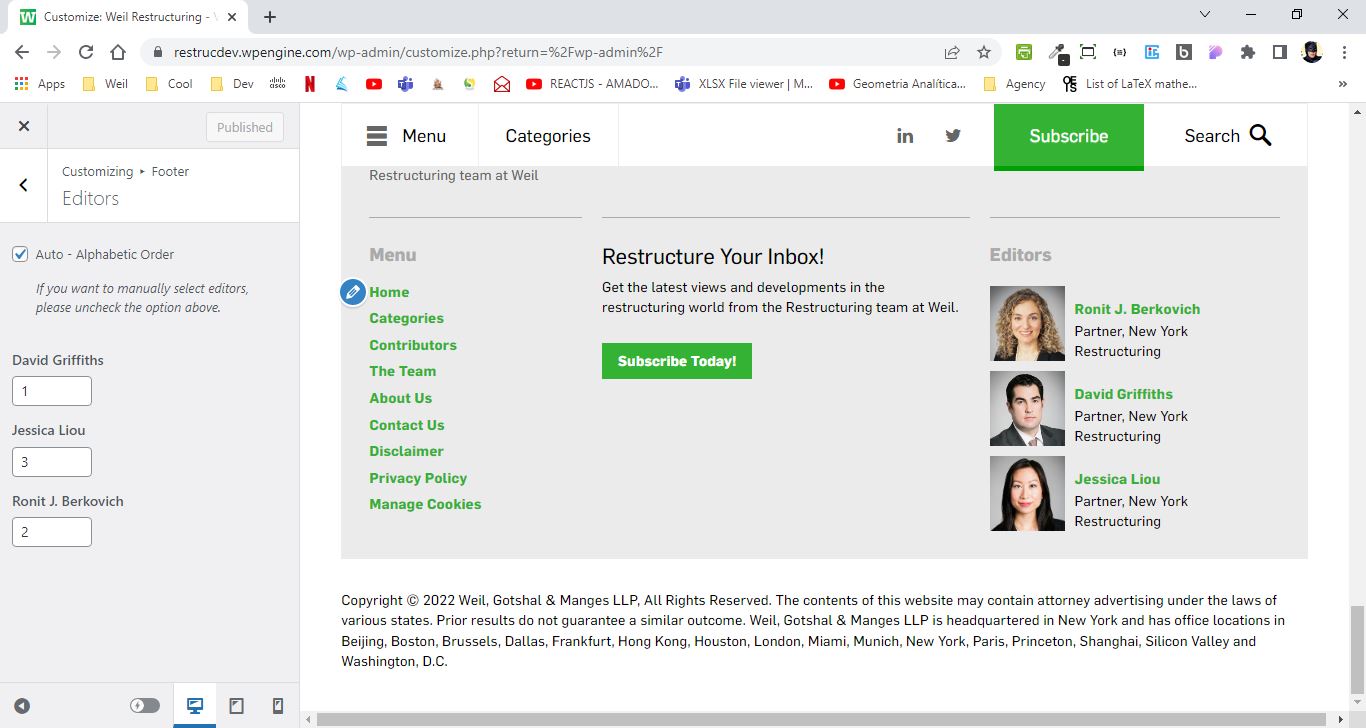 Customize: Weil Restructuring -
restrucdev.wpengine.com/wp-admin/customize.php?return=%2Fwp-admin%2F
Apps
Weil
Cool
Dev
REACTJS - AMADO...
XLSX File viewer | M...
Geometria Analítica...
Agency
List of LaTeX mathe...
»
Published
Customizing ▸ Footer
Editors
Auto - Alphabetic Order
If you want to manually select editors,
please uncheck the option above.
David Griffiths
1
Jessica Liou
3
Ronit J. Berkovich
2
Menu
Categories
in
Subscribe
Search
Restructuring team at Weil
Menu
Home
Categories
Contributors
The Team
About Us
Contact Us
Disclaimer
Privacy Policy
Manage Cookies
Restructure Your Inbox!
Get the latest views and developments in the
restructuring world from the Restructuring team at Weil.
Subscribe Today!
Editors
Ronit J. Berkovich
Partner, New York
Restructuring
David Griffiths
Partner, New York
Restructuring
Jessica Liou
Partner, New York
Restructuring
Copyright © 2022 Weil, Gotshal & Manges LLP, All Rights Reserved. The contents of this website may contain attorney advertising under the laws of
various states. Prior results do not guarantee a similar outcome. Weil, Gotshal & Manges LLP is headquartered in New York and has office locations in
Beijing, Boston, Brussels, Dallas, Frankfurt, Hong Kong, Houston, London, Miami, Munich, New York, Paris, Princeton, Shanghai, Silicon Valley and
Washington, D.C.